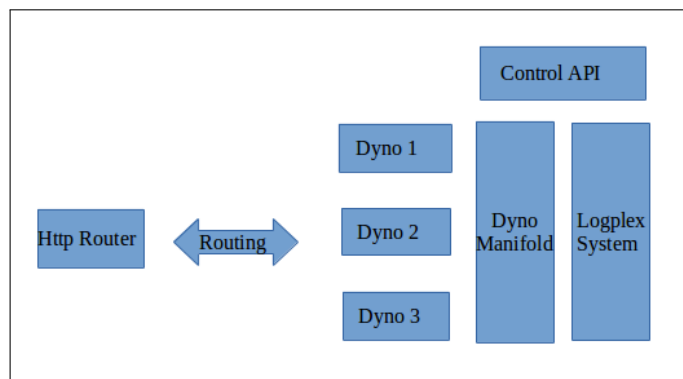 Control API
Dyno 1
Http Router
Routing
Dyno 2
Dyno
Manifold
Logplex
System
Dyno 3